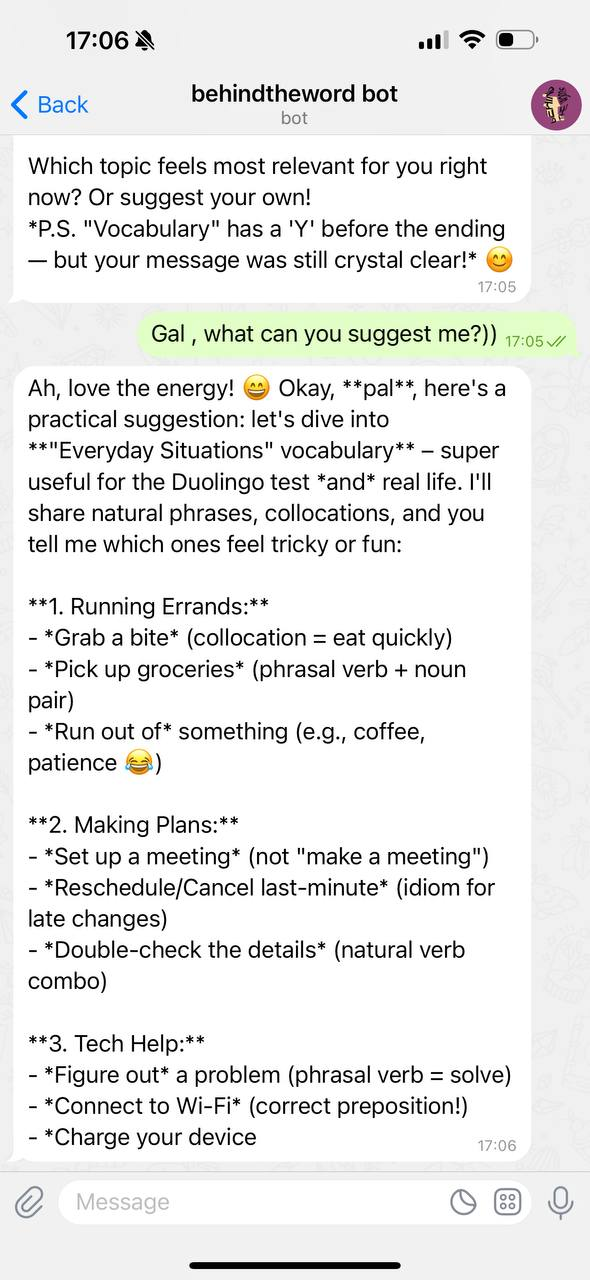 17:06
Back
behindtheword bot
bot
Which topic feels most relevant for you right
now? Or suggest your own!
*P.S. "Vocabulary" has a 'Y' before the ending
— but your message was still crystal clear!* 😊
17:05
Gal , what can you suggest me?)) 17:05
Ah, love the energy! 😄 Okay, **pal**, here's a
practical suggestion: let's dive into
**"Everyday Situations" vocabulary** – super
useful for the Duolingo test *and* real life. I'll
share natural phrases, collocations, and you
tell me which ones feel tricky or fun:
**1. Running Errands:**
- *Grab a bite* (collocation = eat quickly)
- *Pick up groceries* (phrasal verb + noun
pair)
- *Run out of* something (e.g., coffee,
patience 😂)
**2. Making Plans:**
- *Set up a meeting* (not "make a meeting")
- *Reschedule/Cancel last-minute* (idiom for
late changes)
- *Double-check the details* (natural verb
combo)
**3. Tech Help:**
- *Figure out* a problem (phrasal verb = solve)
- *Connect to Wi-Fi* (correct preposition!)
- *Charge your device
17:06
Message